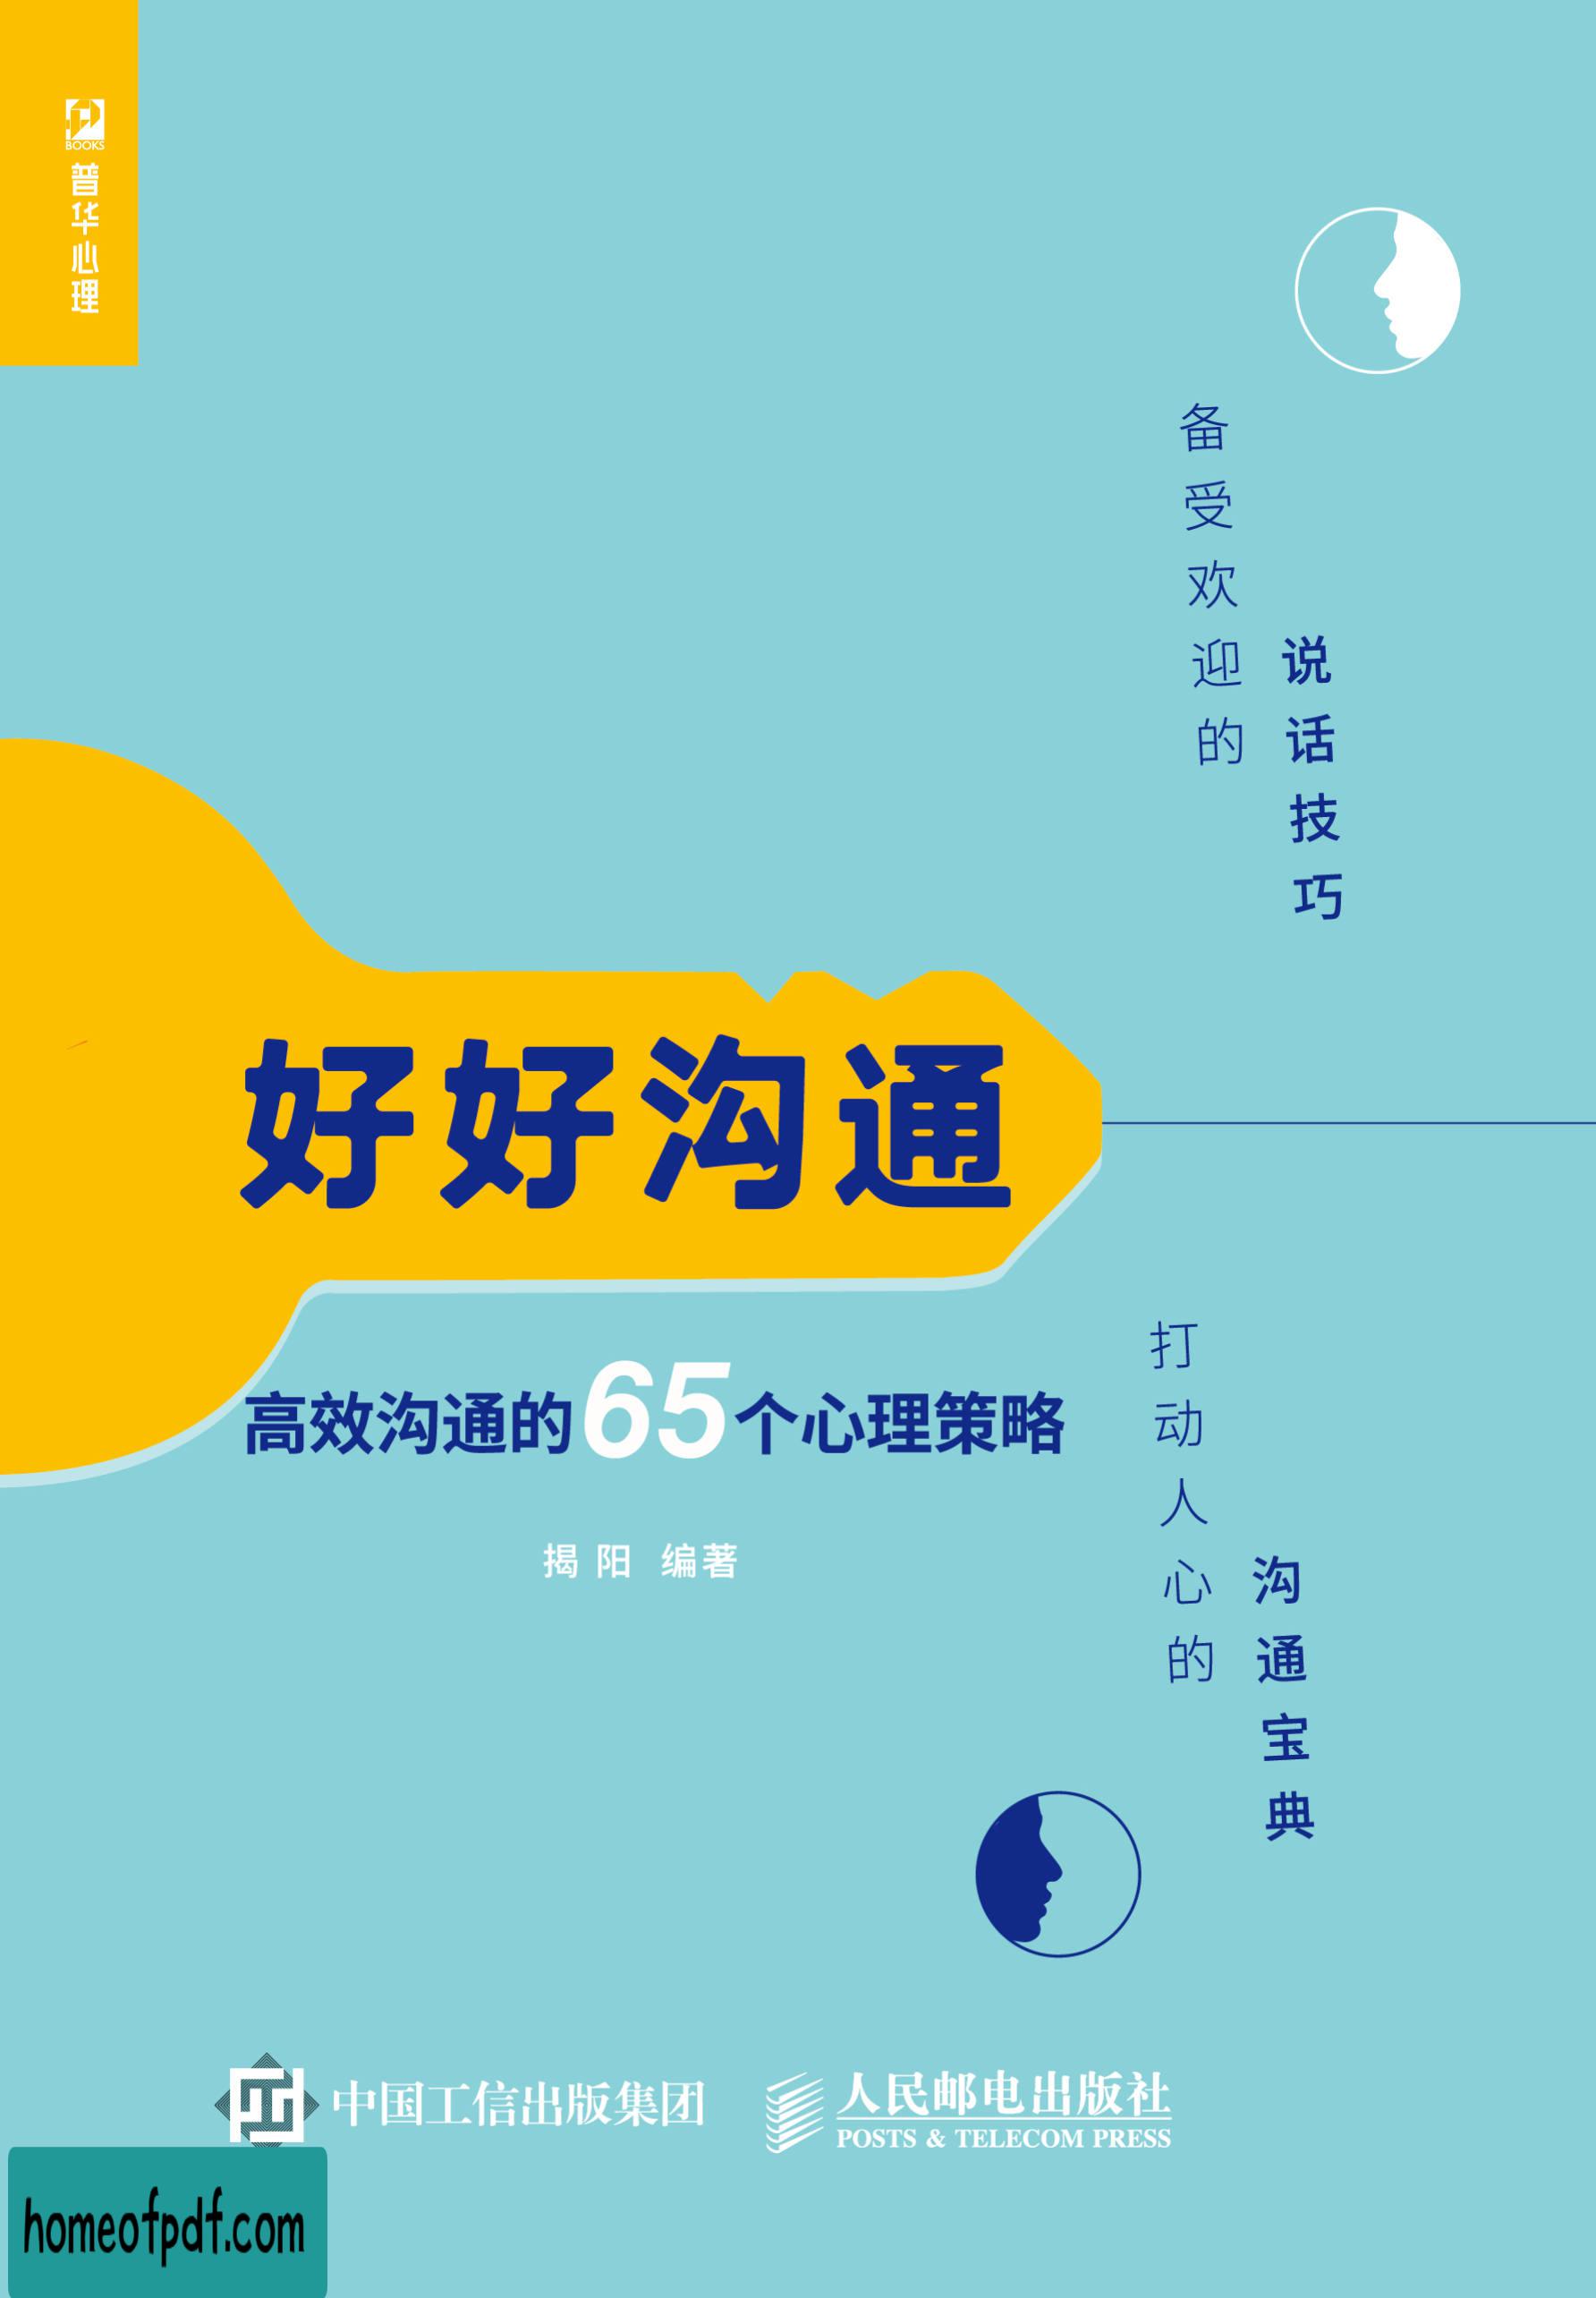 BOOKS
普华心理
备受欢迎的
说话技巧
好好沟通
高效沟通的65个心理策略
揭阳 编著
打动人心的
沟通宝典
中国工信出版集团
人民邮电出版社
POSTS & TELECOM PRESS
homeofpdf.com